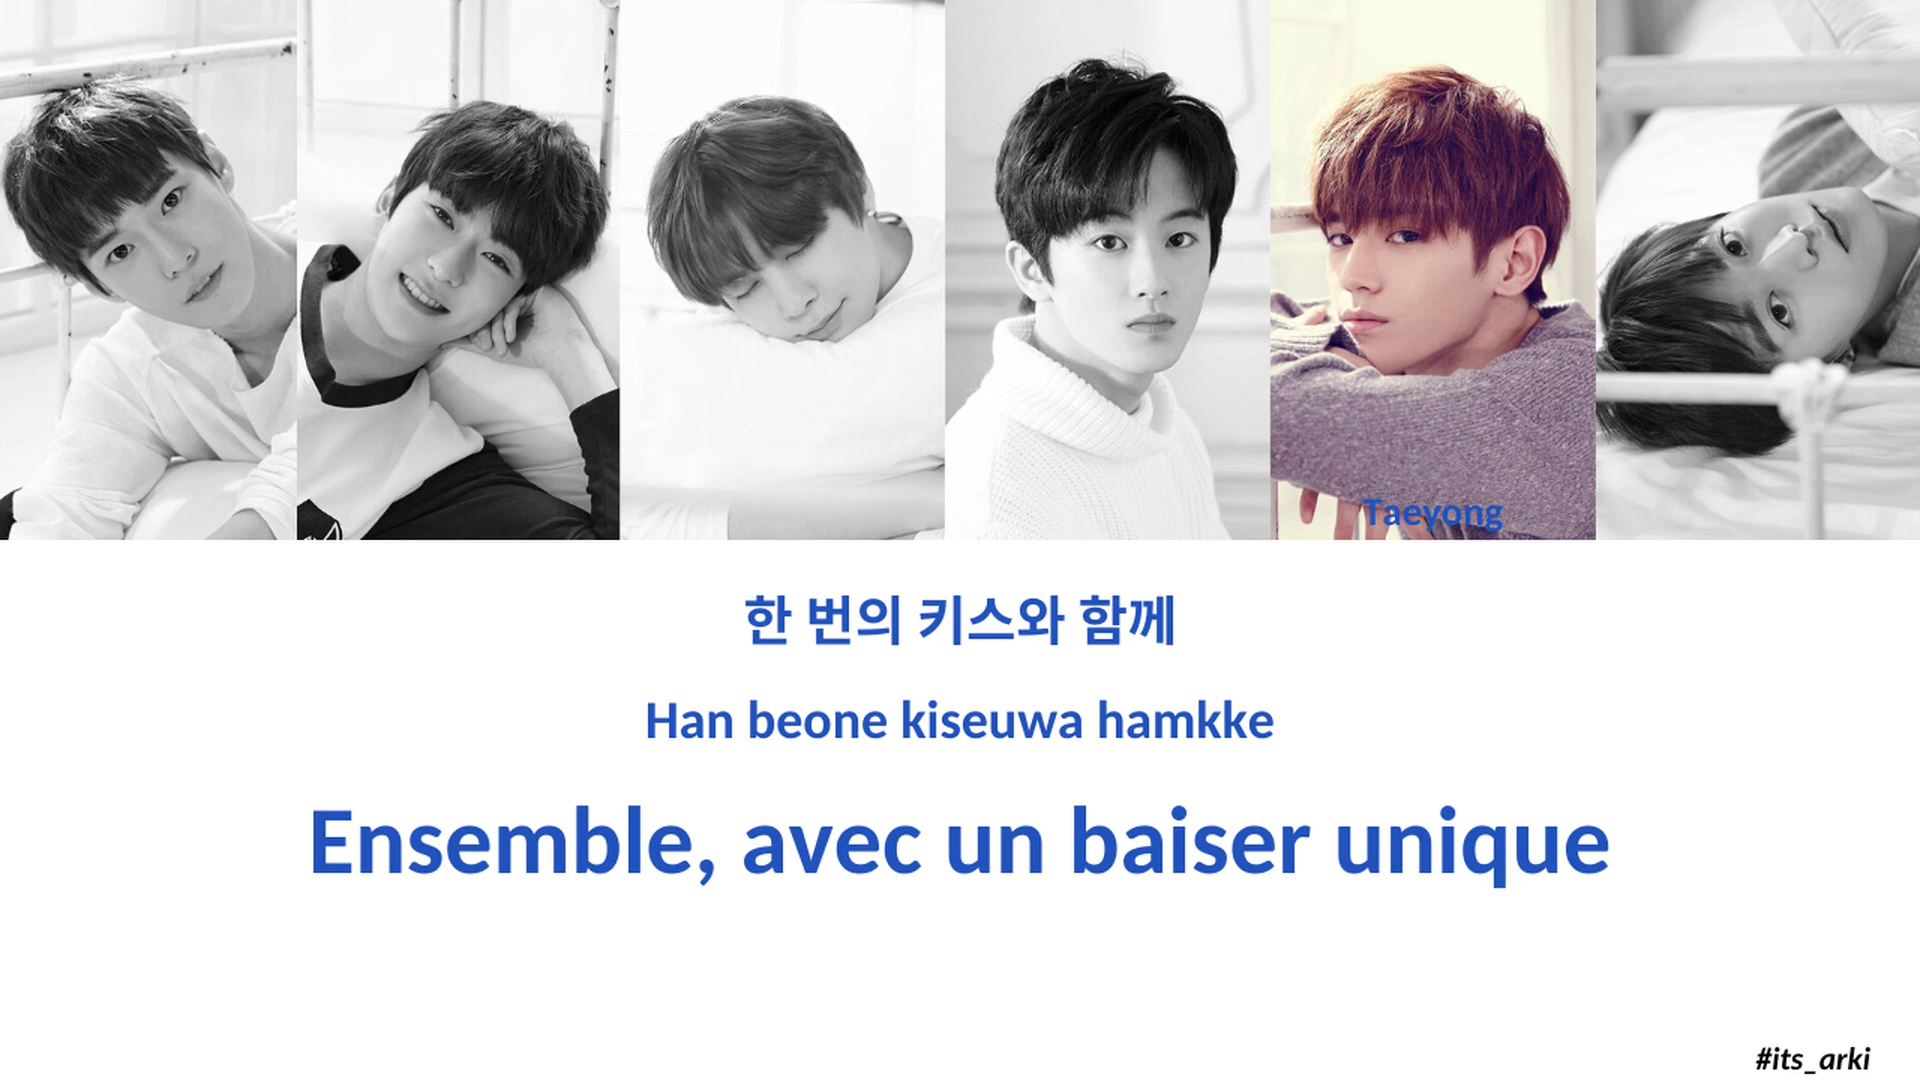 Taeyong
한 번의 키스와 함께
Han beone kiseuwa hamkke
Ensemble, avec un baiser unique
#its_arki